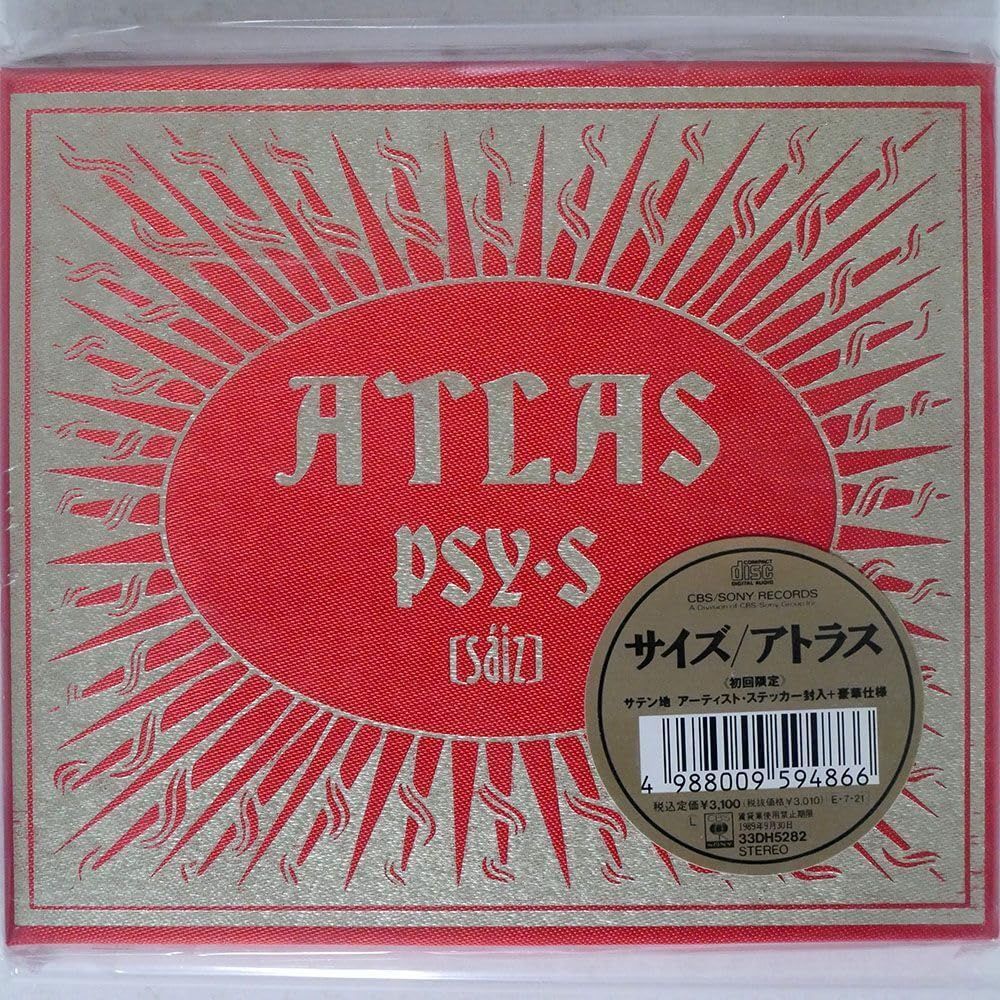 ATLAS
PSY・S
[sáiz]
COMPACT
disc
DIGITAL AUDIO
CBS/SONY RECORDS
A Division of CBS/Sony Group Inc.
サイズ/アトラス
《初回限定》
サテン地 アーティスト・ステッカー封入+豪華仕様
4 988009 594866
税込定価¥3,100(税抜価格¥3,010) E・7・21
L CBS SONY 賃貸業使用禁止期限
1989年9月30日
33DH5282
STEREO